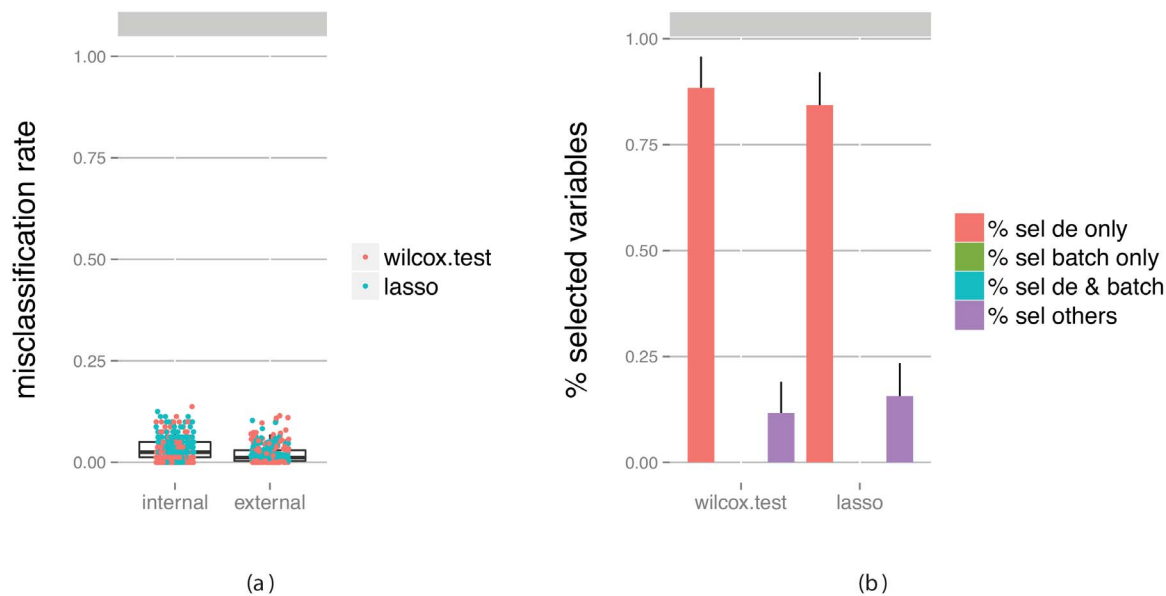 misclassification rate
1.00
0.75
0.50
0.25
0.00
internal
external
wilcox.test
lasso
(a)
% selected variables
1.00
0.75
0.50
0.25
0.00
wilcox.test
lasso
% sel de only
% sel batch only
% sel de & batch
% sel others
(b)